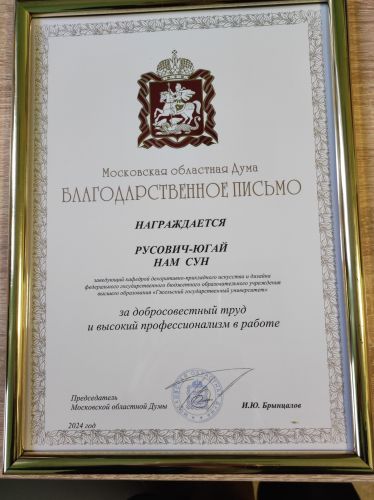 Московская областная Дума
БЛАГОДАРСТВЕННОЕ ПИСЬМО
НАГРАЖДАЕТСЯ
РУСОВИЧ-ЮГАЙ
НАМ СУН
заведующий кафедрой декоративно-прикладного искусства и дизайна
федерального государственного бюджетного образовательного учреждения
высшего образования «Гжельский государственный университет»
за добросовестный труд
и высокий профессионализм в работе
Председатель
Московской областной Думы
И.Ю. Брынцалов
2024 год